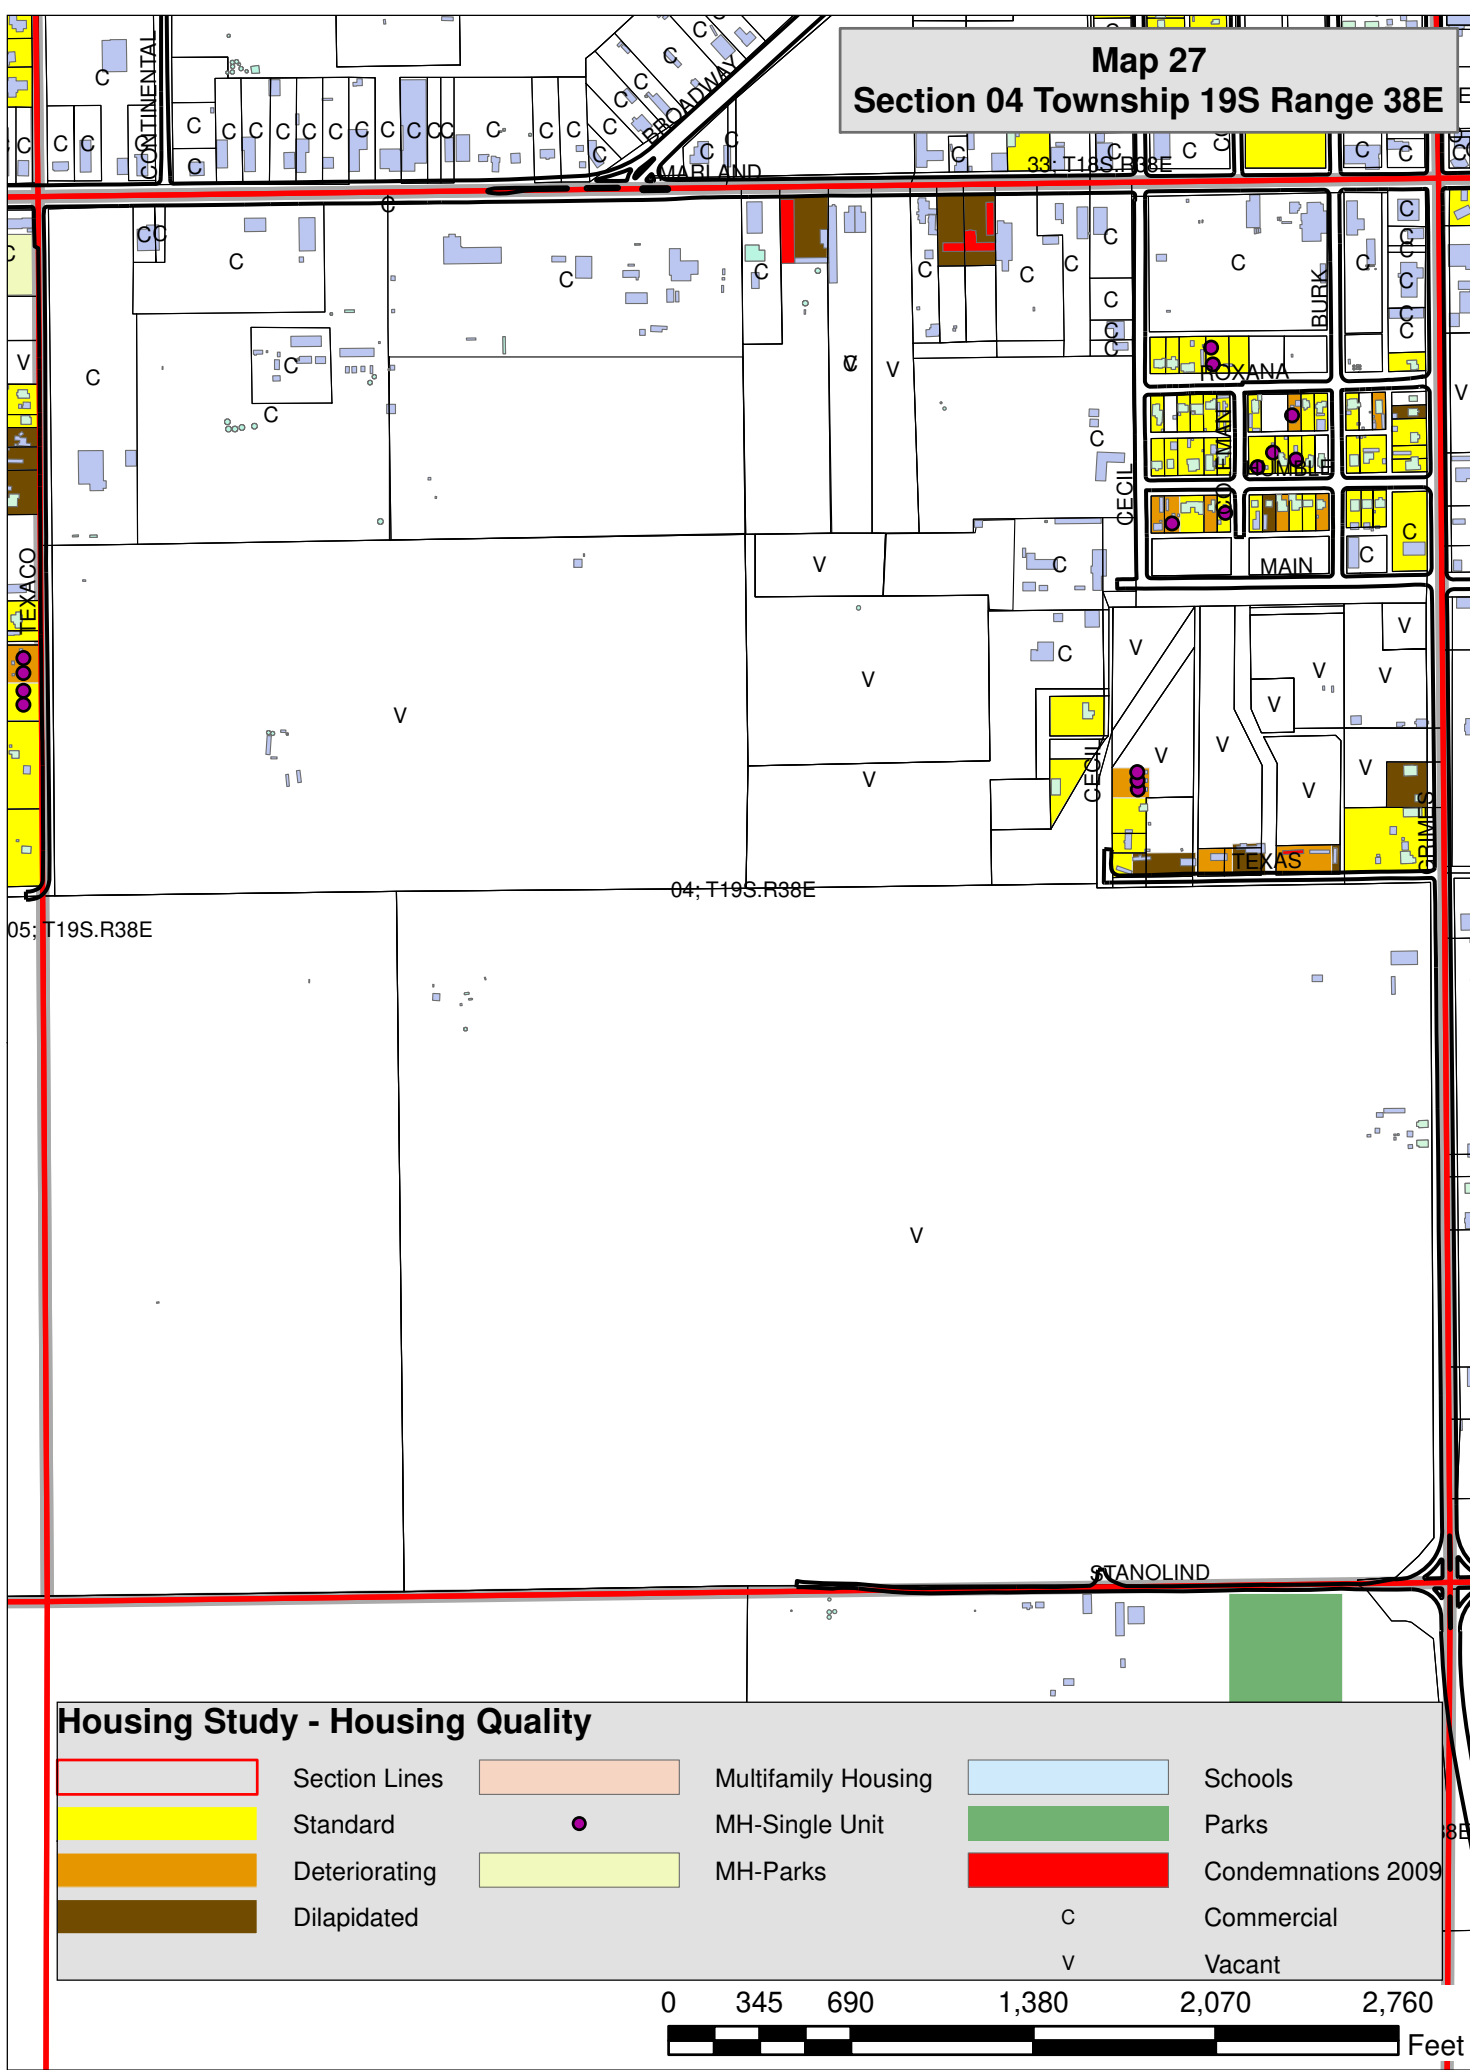 Map 27
Section 04 Township 19S Range 38E
CONTINENTAL
BROADWAY
MARLAND
33; T18S.R38E
BURK
ROXANA
COLEMAN
HUMBLE
CECIL
MAIN
TEXACO
CECIL
GRIMES
TEXAS
04; T19S.R38E
05; T19S.R38E
STANOLIND
Housing Study - Housing Quality
Section Lines
Multifamily Housing
Schools
Standard
MH-Single Unit
Parks
Deteriorating
MH-Parks
Condemnations 2009
Dilapidated
C
Commercial
V
Vacant
0 345 690 1,380 2,070 2,760
Feet